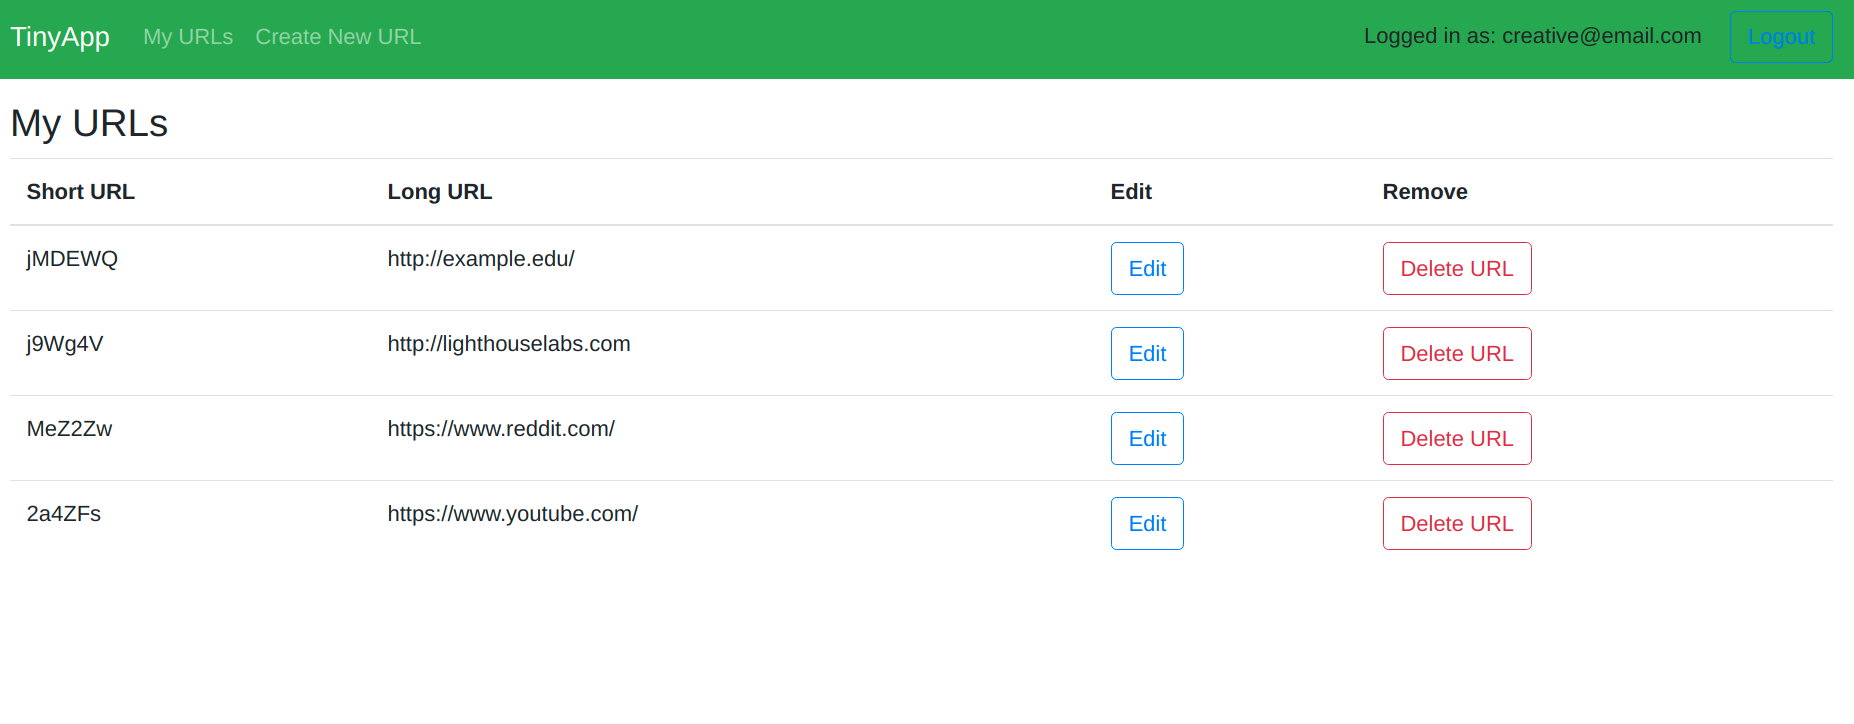 TinyApp My URLs Create New URL Logged in as: creative@email.com Logout
My URLs
Short URL Long URL Edit Remove
jMDEWQ http://example.edu/ Edit Delete URL
j9Wg4V http://lighthouselabs.com Edit Delete URL
MeZ2Zw https://www.reddit.com/ Edit Delete URL
2a4ZFs https://www.youtube.com/ Edit Delete URL